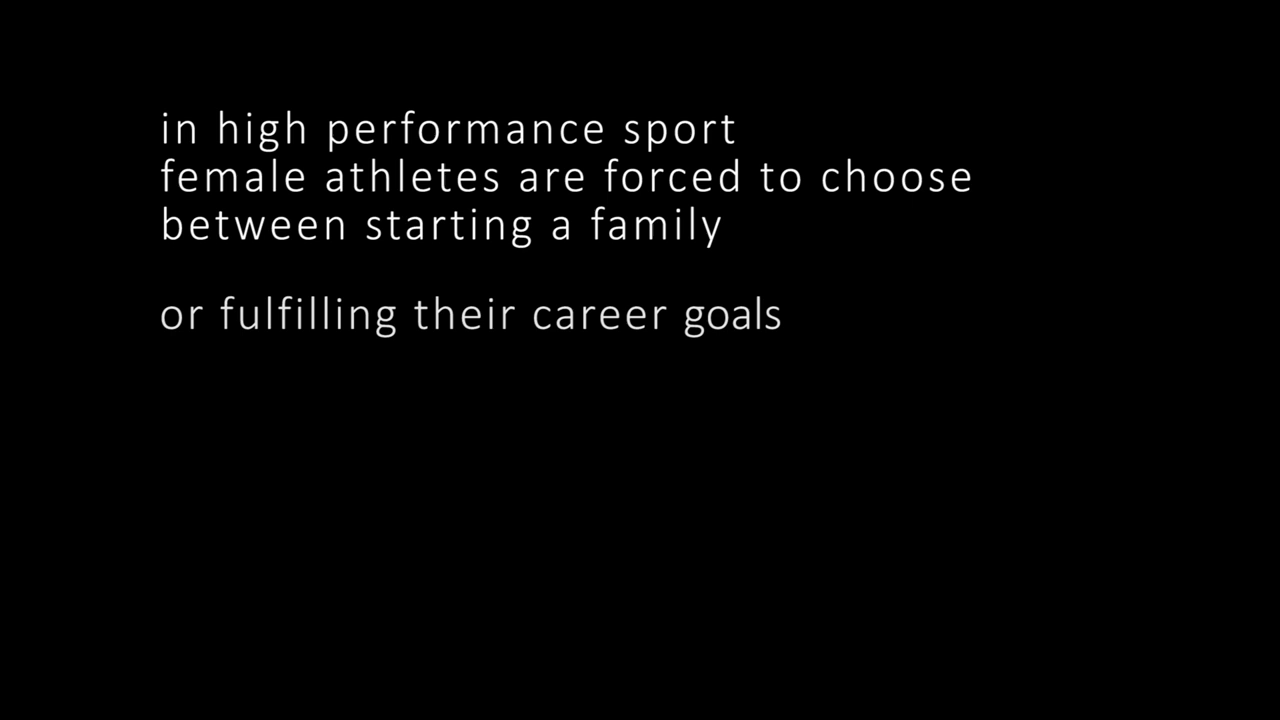 in high performance sport
female athletes are forced to choose
between starting a family
or fulfilling their career goals